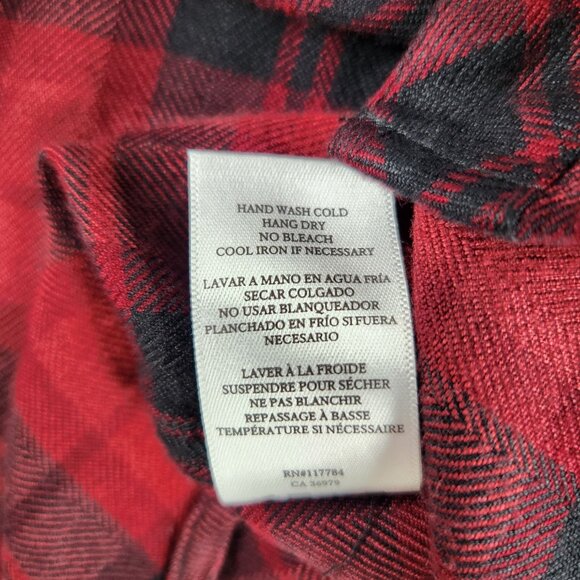 HAND WASH COLD
HANG DRY
NO BLEACH
COOL IRON IF NECESSARY
LAVAR A MANO EN AGUA FRÍA
SECAR COLGADO
NO USAR BLANQUEADOR
PLANCHADO EN FRÍO SI FUERA
NECESARIO
LAVER À LA FROIDE
SUSPENDRE POUR SÉCHER
NE PAS BLANCHIR
REPASSAGE À BASSE
TEMPÉRATURE SI NÉCESSAIRE
RN#117784
CA 36979